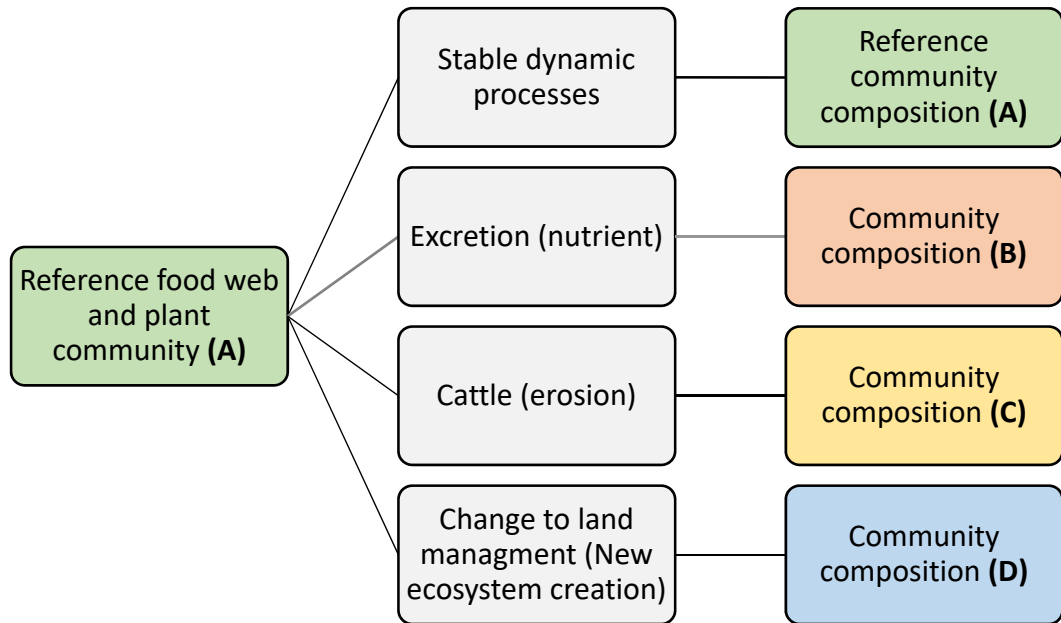 Reference food web
and plant
community (A)
Stable dynamic
processes
Reference
community
composition (A)
Excretion (nutrient)
Community
composition
(B)
Cattle (erosion)
Community
composition (C)
Change to land
managment (New
ecosystem creation)
Community
composition (D)